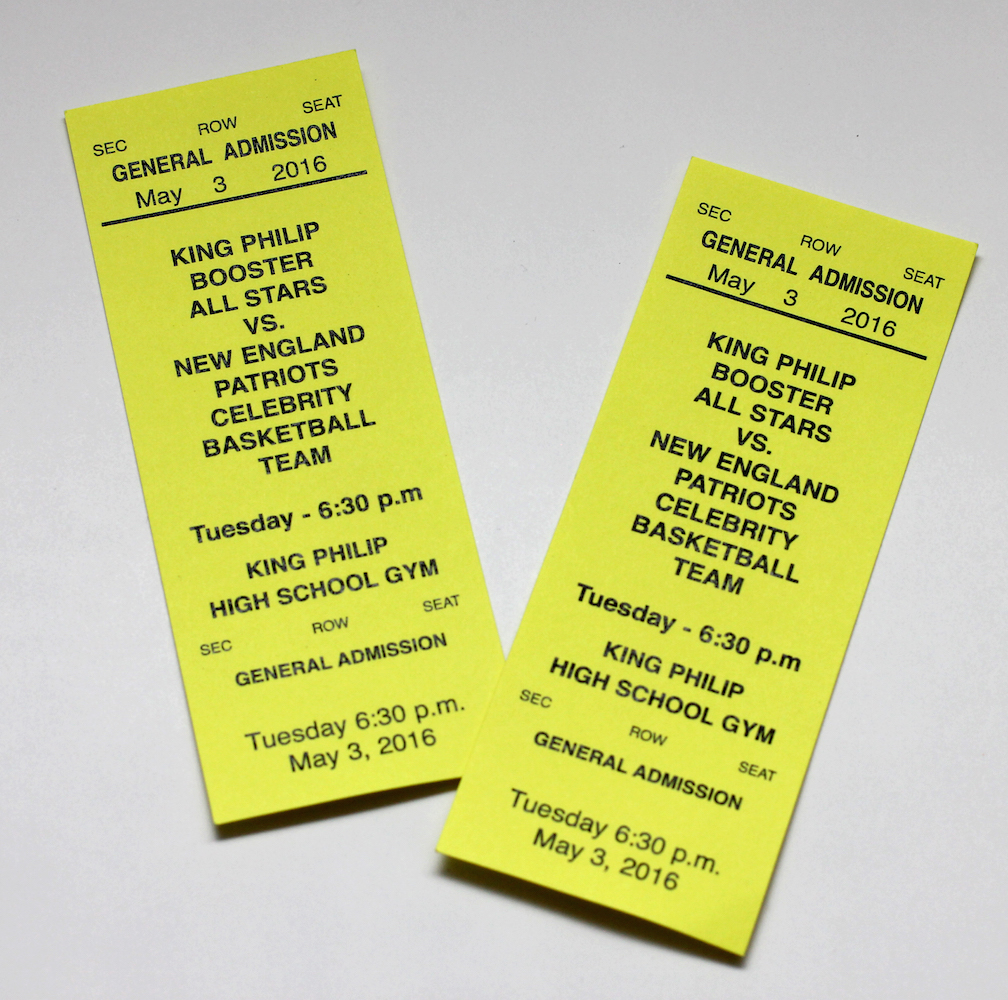 SEC ROW SEAT
GENERAL ADMISSION
May 3 2016
KING PHILIP
BOOSTER
ALL STARS
VS.
NEW ENGLAND
PATRIOTS
CELEBRITY
BASKETBALL
TEAM
Tuesday - 6:30 p.m
KING PHILIP
HIGH SCHOOL GYM
SEC ROW SEAT
GENERAL ADMISSION
Tuesday 6:30 p.m.
May 3, 2016
SEC ROW SEAT
GENERAL ADMISSION
May 3 2016
KING PHILIP
BOOSTER
ALL STARS
VS.
NEW ENGLAND
PATRIOTS
CELEBRITY
BASKETBALL
TEAM
Tuesday - 6:30 p.m
KING PHILIP
HIGH SCHOOL GYM
SEC ROW SEAT
GENERAL ADMISSION
Tuesday 6:30 p.m.
May 3, 2016